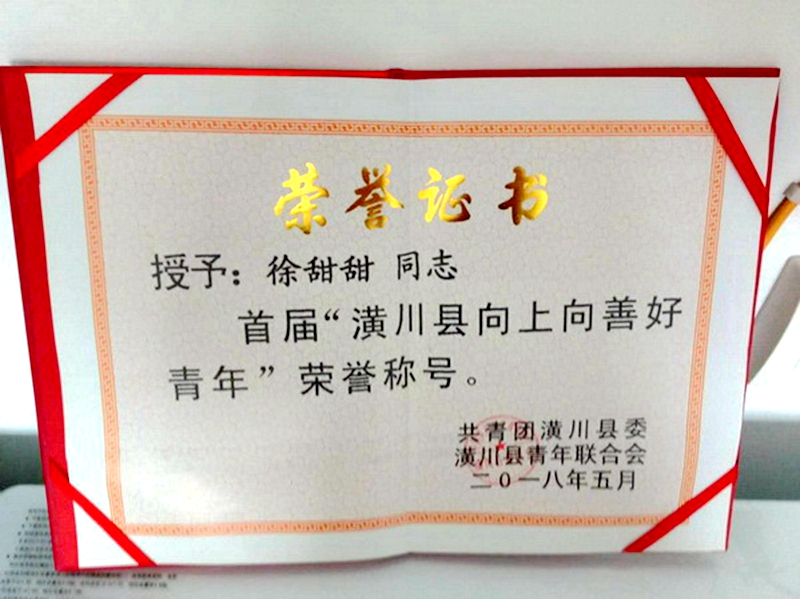 荣誉证书
授予：徐甜甜 同志
首届“潢川县向上向善好
青年”荣誉称号。
共青团潢川县委
潢川县青年联合会
二0一八年五月